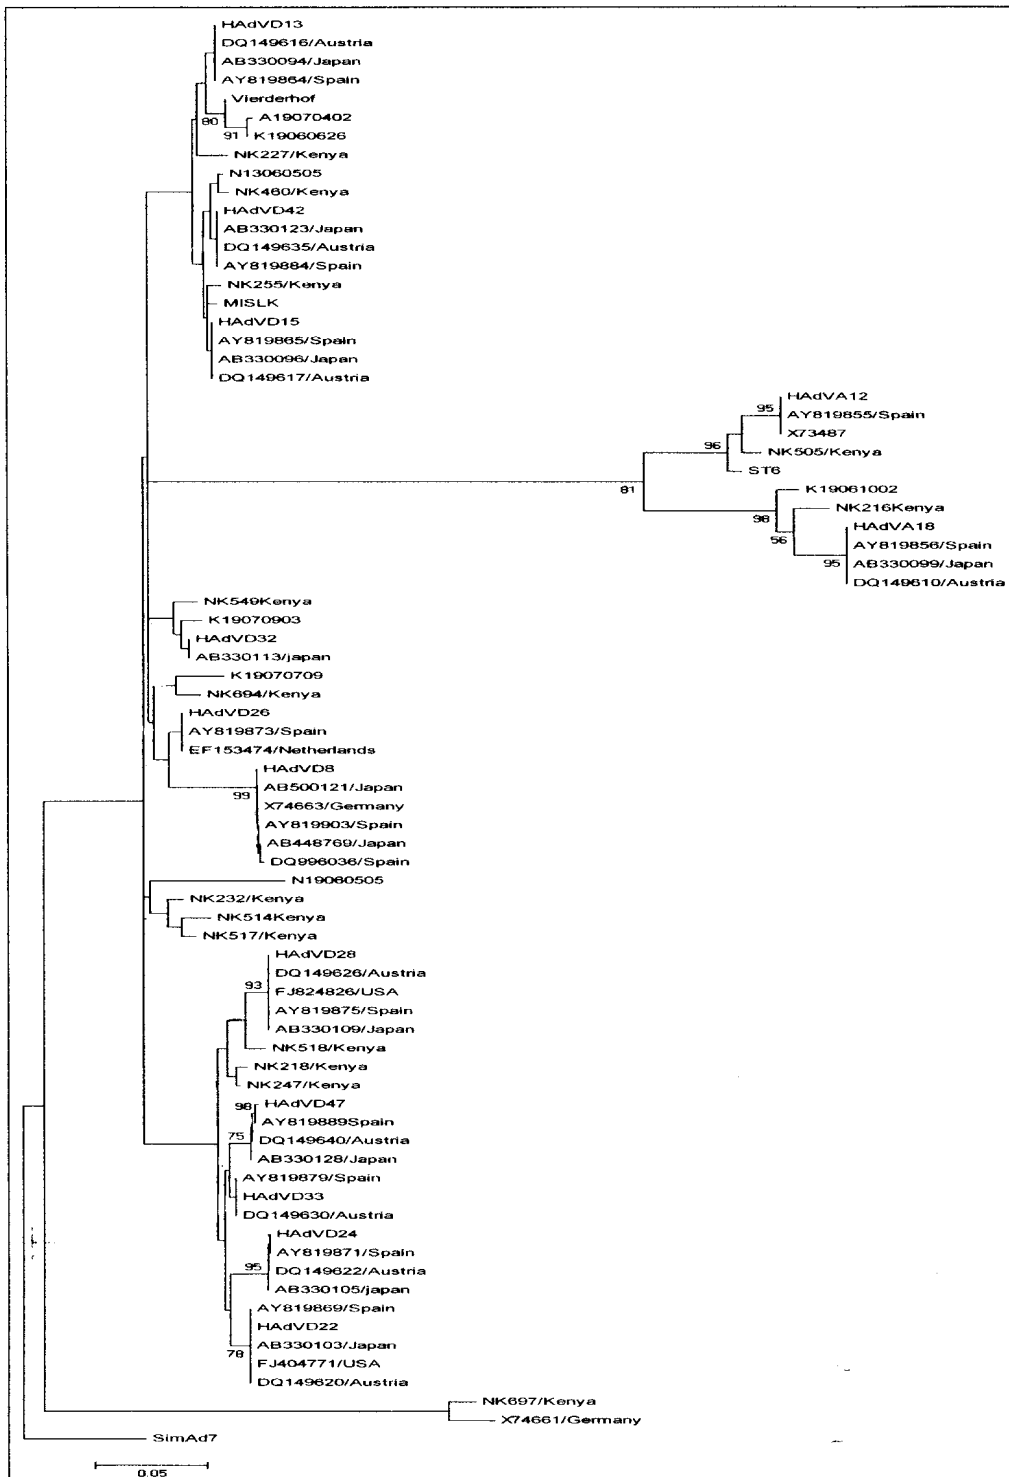 HAdVD13
DQ149616/Austria
AB330094/Japan
AY819864/Spain
Vierderhof
80
A19070402
91
K19060626
NK227/Kenya
N13060505
NK460/Kenya
HAdVD42
AB330123/Japan
DQ149635/Austria
AY819884/Spain
NK255/Kenya
MISLK
HAdVD15
AY819865/Spain
AB330096/Japan
DQ149617/Austria
HAdVA12
95
AY819855/Spain
X73487
96
NK505/Kenya
ST6
81
K19061002
NK216Kenya
98
HAdVA18
56
AY819856/Spain
95
AB330099/Japan
DQ149610/Austria
NK549Kenya
K19070903
HAdVD32
AB330113/japan
K19070709
NK694/Kenya
HAdVD26
AY819873/Spain
EF153474/Netherlands
HAdVD8
AB500121/Japan
99
X74663/Germany
AY819903/Spain
AB448769/Japan
DQ996036/Spain
N19060505
NK232/Kenya
NK514Kenya
NK517/Kenya
HAdVD28
DQ149626/Austria
93
FJ824826/USA
AY819875/Spain
AB330109/Japan
NK518/Kenya
NK218/Kenya
NK247/Kenya
98
HAdVD47
AY819889Spain
75
DQ149640/Austria
AB330128/Japan
AY819879/Spain
HAdVD33
DQ149630/Austria
HAdVD24
AY819871/Spain
95
DQ149622/Austria
AB330105/japan
AY819869/Spain
HAdVD22
AB330103/Japan
78
FJ404771/USA
DQ149620/Austria
NK697/Kenya
X74661/Germany
SimAd7
0.05